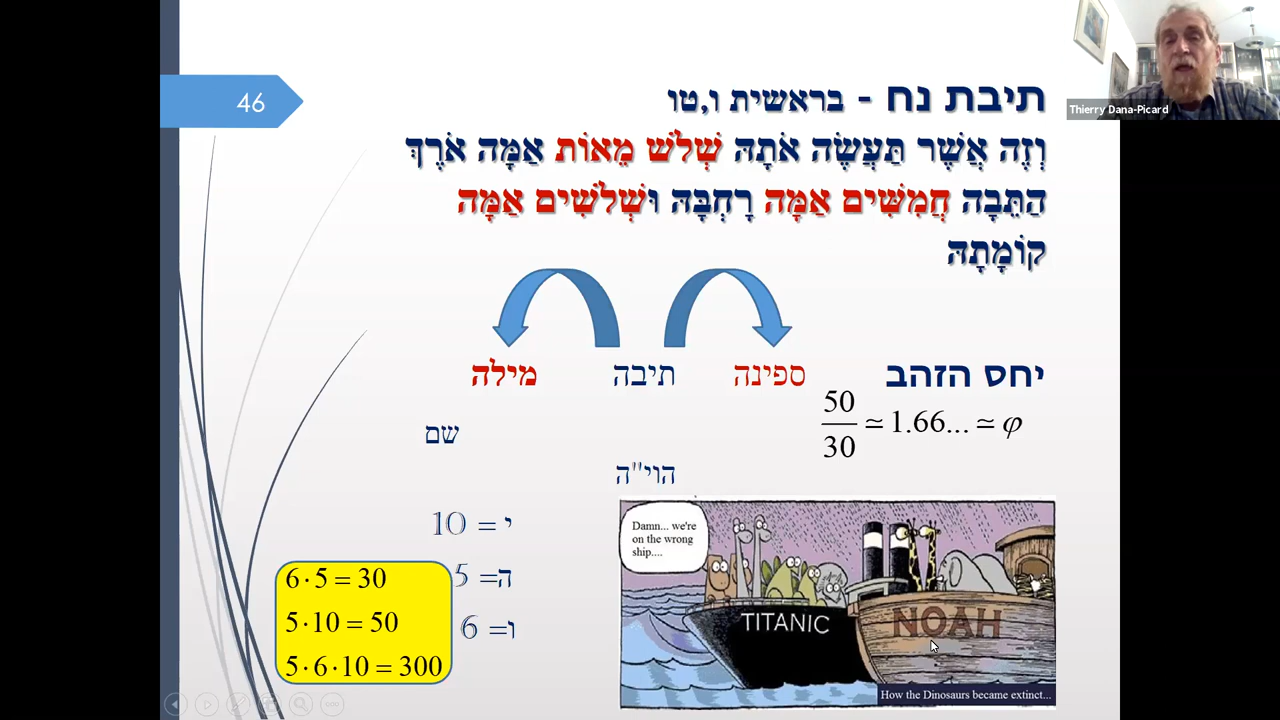 46
Thierry Dana-Picard
תיבת נח - בראשית ו,טו
וְזֶה אֲשֶׁר תַּעֲשֶׂה אֹתָהּ שְׁלֹשׁ מֵאוֹת אַמָּה אֹרֶךְ
הַתֵּבָה חֲמִשִּׁים אַמָּה רָחְבָּהּ וּשְׁלֹשִׁים אַמָּה
קוֹמָתָהּ
ספינה תיבה מילה
יחס הזהב
50/30 ≃ 1.66... ≃ φ
שם
הוי"ה
י = 10
ה= 5
ו= 6
6·5 = 30
5·10 = 50
5·6·10 = 300
Damn... we're
on the wrong
ship....
TITANIC
NOAH
How the Dinosaurs became extinct...